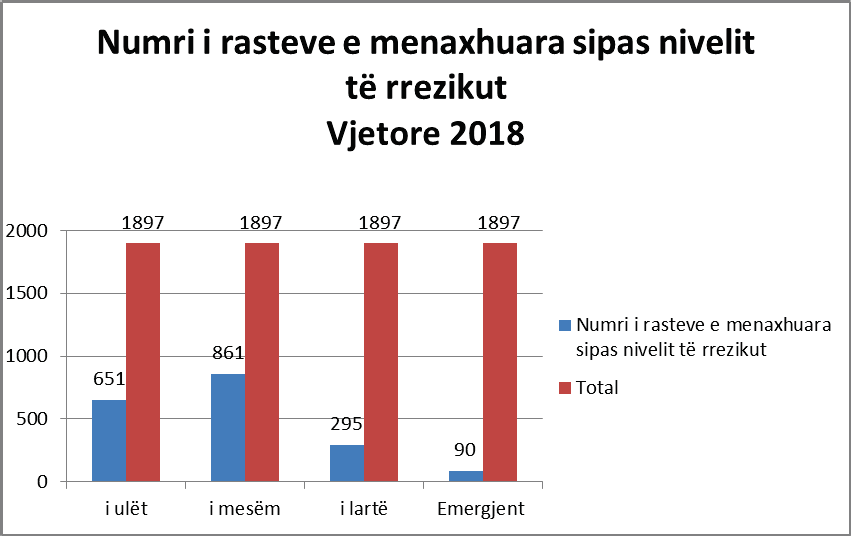 Numri i rasteve e menaxhuara sipas nivelit
të rrezikut
Vjetore 2018
1897 1897 1897 1897
2000
1500
1000
500
0
651
861
295
90
i ulët i mesëm i lartë Emergjent
Numri i rasteve e menaxhuara
sipas nivelit të rrezikut
Total